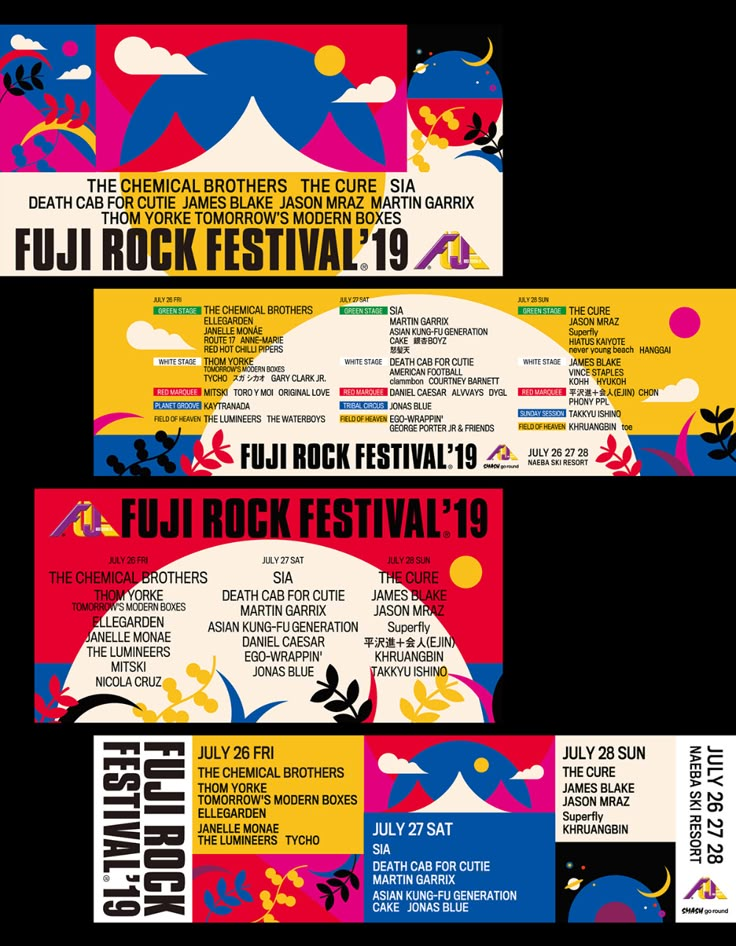 THE CHEMICAL BROTHERS THE CURE SIA
DEATH CAB FOR CUTIE JAMES BLAKE JASON MRAZ MARTIN GARRIX
THOM YORKE TOMORROW'S MODERN BOXES
FUJI ROCK FESTIVAL.®'19 FUJI
JULY 26 FRI
GREEN STAGE THE CHEMICAL BROTHERS
ELLEGARDEN
JANELLE MONÁE
ROUTE 17 ANNE-MARIE
RED HOT CHILLI PIPERS
WHITE STAGE THOM YORKE
TOMORROW'S MODERN BOXES
TYCHO スガ シカオ GARY CLARK JR.
RED MARQUEE MITSKI TORO Y MOI ORIGINAL LOVE
PLANET GROOVE KAYTRANADA
FIELD OF HEAVEN THE LUMINEERS THE WATERBOYS
JULY 27 SAT
GREEN STAGE SIA
MARTIN GARRIX
ASIAN KUNG-FU GENERATION
CAKE 銀杏BOYZ
怒髪天
WHITE STAGE DEATH CAB FOR CUTIE
AMERICAN FOOTBALL
clammbon COURTNEY BARNETT
RED MARQUEE DANIEL CAESAR ALVVAYS DYGL
TRIBAL CIRCUS JONAS BLUE
FIELD OF HEAVEN EGO-WRAPPIN'
GEORGE PORTER JR & FRIENDS
JULY 28 SUN
GREEN STAGE THE CURE
JASON MRAZ
Superfly
HIATUS KAIYOTE
never young beach HANGGAI
WHITE STAGE JAMES BLAKE
VINCE STAPLES
KOHH HYUKOH
RED MARQUEE 平沢進+会人(EJIN) CHON
PHONY PPL
SUNDAY SESSION TAKKYU ISHINO
FIELD OF HEAVEN KHRUANGBIN toe
FUJI ROCK FESTIVAL.®'19 FUJI
SMASH go round
JULY 26 27 28
NAEBA SKI RESORT
FUJI FUJI ROCK FESTIVAL.®'19
JULY 26 FRI
THE CHEMICAL BROTHERS
THOM YORKE
TOMORROW'S MODERN BOXES
ELLEGARDEN
JANELLE MONAE
THE LUMINEERS
MITSKI
NICOLA CRUZ
JULY 27 SAT
SIA
DEATH CAB FOR CUTIE
MARTIN GARRIX
ASIAN KUNG-FU GENERATION
DANIEL CAESAR
EGO-WRAPPIN'
JONAS BLUE
JULY 28 SUN
THE CURE
JAMES BLAKE
JASON MRAZ
Superfly
平沢進+会人(EJIN)
KHRUANGBIN
TAKKYU ISHINO
FUJI ROCK
FESTIVAL.®'19
JULY 26 FRI
THE CHEMICAL BROTHERS
THOM YORKE
TOMORROW'S MODERN BOXES
ELLEGARDEN
JANELLE MONAE
THE LUMINEERS TYCHO
JULY 27 SAT
SIA
DEATH CAB FOR CUTIE
MARTIN GARRIX
ASIAN KUNG-FU GENERATION
CAKE JONAS BLUE
JULY 28 SUN
THE CURE
JAMES BLAKE
JASON MRAZ
Superfly
KHRUANGBIN
JULY 26 27 28
NAEBA SKI RESORT
FUJI
SMASH go round